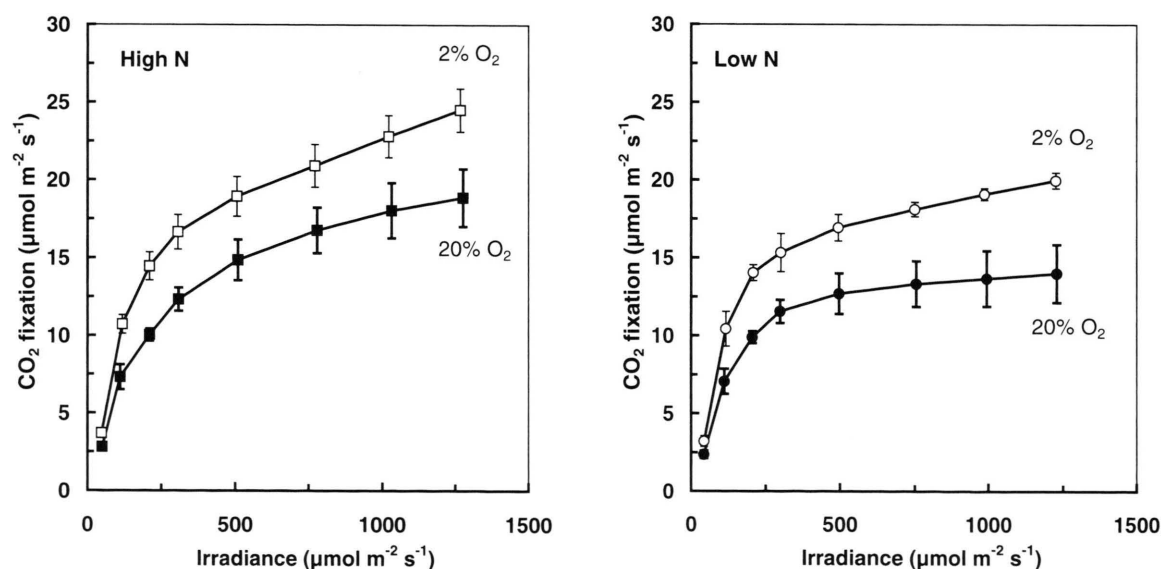 30
25
20
15
10
5
0
CO₂ fixation (µmol m⁻² s⁻¹)
High N
2% O₂
20% O₂
0
500
1000
1500
Irradiance (µmol m⁻² s⁻¹)
30
25
20
15
10
5
0
CO₂ fixation (µmol m⁻² s⁻¹)
Low N
2% O₂
20% O₂
0
500
1000
1500
Irradiance (µmol m⁻² s⁻¹)